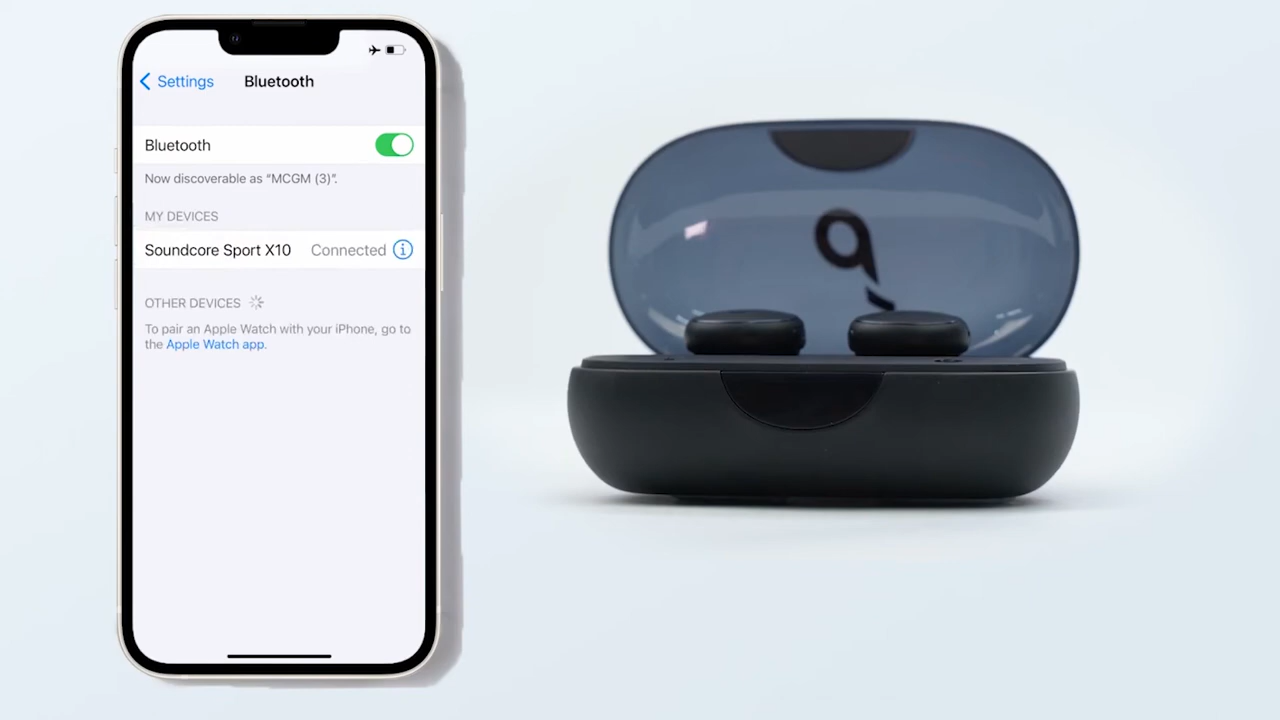 Settings
Bluetooth
Bluetooth
Now discoverable as “MCGM (3)”.
MY DEVICES
Soundcore Sport X10 Connected
OTHER DEVICES
To pair an Apple Watch with your iPhone, go to
the Apple Watch app.